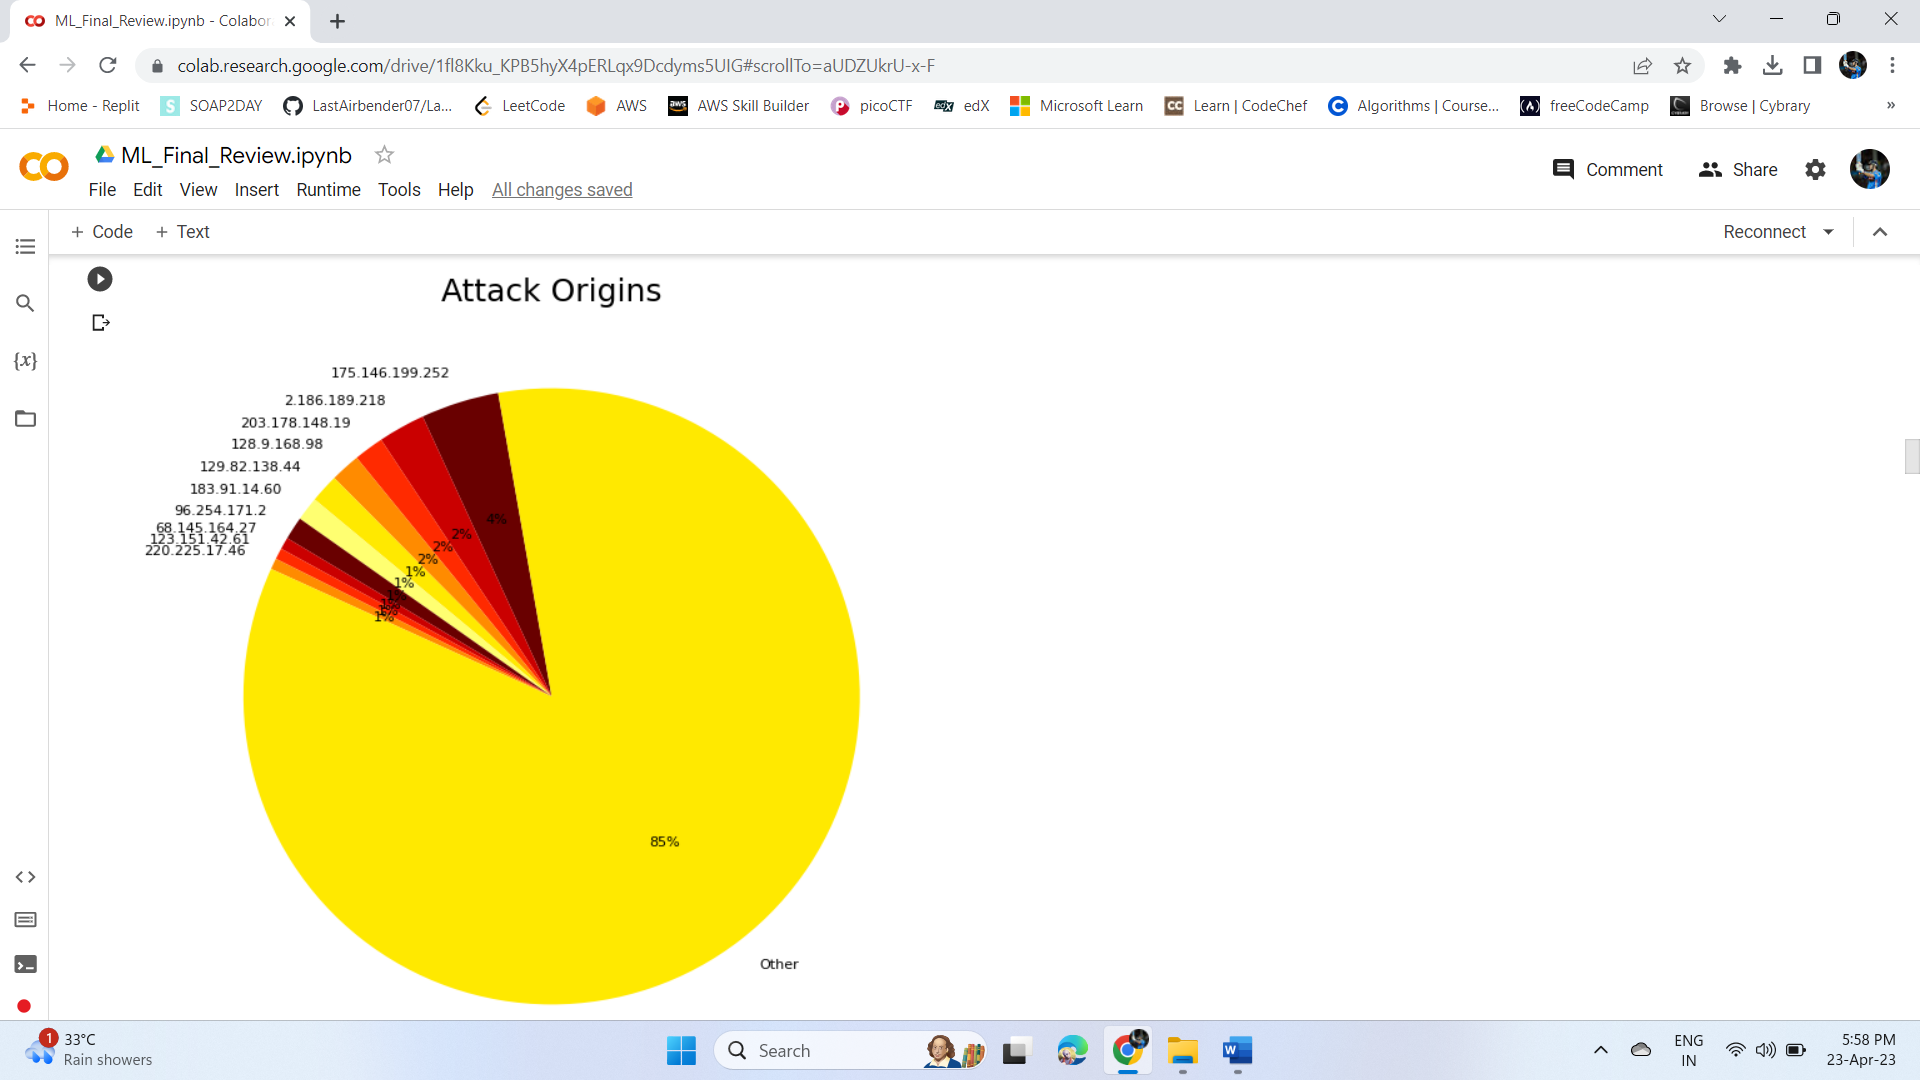 ML_Final_Review.ipynb - Colabor
colab.research.google.com/drive/1fl8Kku_KPB5hyX4pERLqx9Dcdyms5UIG#scrollTo=aUDZUkrU-x-F
Home - Replit SOAP2DAY LastAirbender07/La... LeetCode AWS aws AWS Skill Builder picoCTF edX edX Microsoft Learn CC Learn | CodeChef Algorithms | Course... freeCodeCamp Browse | Cybrary »
ML_Final_Review.ipynb
File Edit View Insert Runtime Tools Help All changes saved
Comment Share
+ Code + Text
Reconnect
{x}
Attack Origins
175.146.199.252
2.186.189.218
203.178.148.19
128.9.168.98
129.82.138.44
183.91.14.60
96.254.171.2
68.145.164.27
123.151.42.61
220.225.17.46
4%
2%
2%
2%
1%
1%
1%
85%
Other
1
33°C
Rain showers
Search
ENG
IN
5:58 PM
23-Apr-23